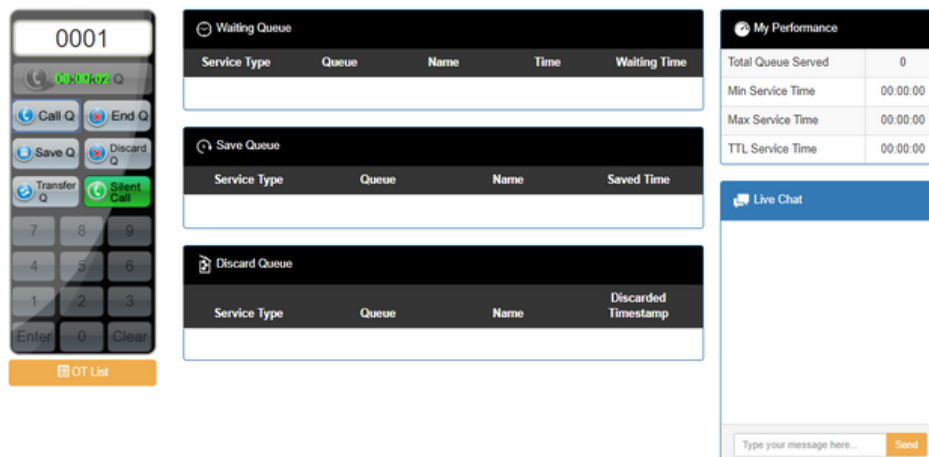 0001
Q
Call Q
End Q
Save Q
Discard Q
Transfer Q
Silent Call
7 8 9
4 5 6
1 2 3
Enter 0 Clear
OT List
Waiting Queue
Service Type Queue Name Time Waiting Time
Save Queue
Service Type Queue Name Saved Time
Discard Queue
Service Type Queue Name Discarded Timestamp
My Performance
Total Queue Served 0
Min Service Time 00:00:00
Max Service Time 00:00:00
TTL Service Time 00:00:00
Live Chat
Type your message here...
Send